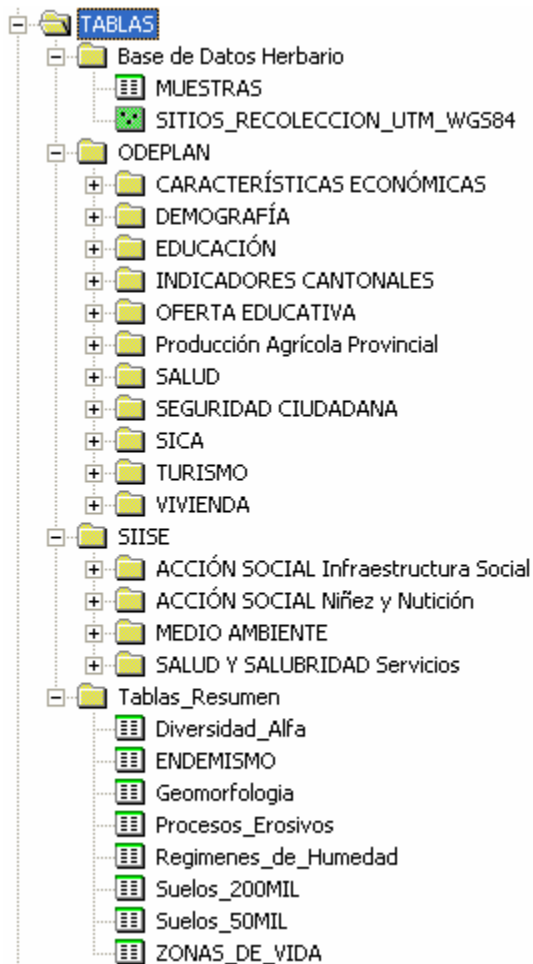 TABLAS
Base de Datos Herbario
MUESTRAS
SITIOS_RECOLECCION_UTM_WGS84
ODEPLAN
CARACTERÍSTICAS ECONÓMICAS
DEMOGRAFÍA
EDUCACIÓN
INDICADORES CANTONALES
OFERTA EDUCATIVA
Producción Agrícola Provincial
SALUD
SEGURIDAD CIUDADANA
SICA
TURISMO
VIVIENDA
SIISE
ACCIÓN SOCIAL Infraestructura Social
ACCIÓN SOCIAL Niñez y Nutición
MEDIO AMBIENTE
SALUD Y SALUBRIDAD Servicios
Tablas_Resumen
Diversidad_Alfa
ENDEMISMO
Geomorfologia
Procesos_Erosivos
Regimenes_de_Humedad
Suelos_200MIL
Suelos_50MIL
ZONAS_DE_VIDA